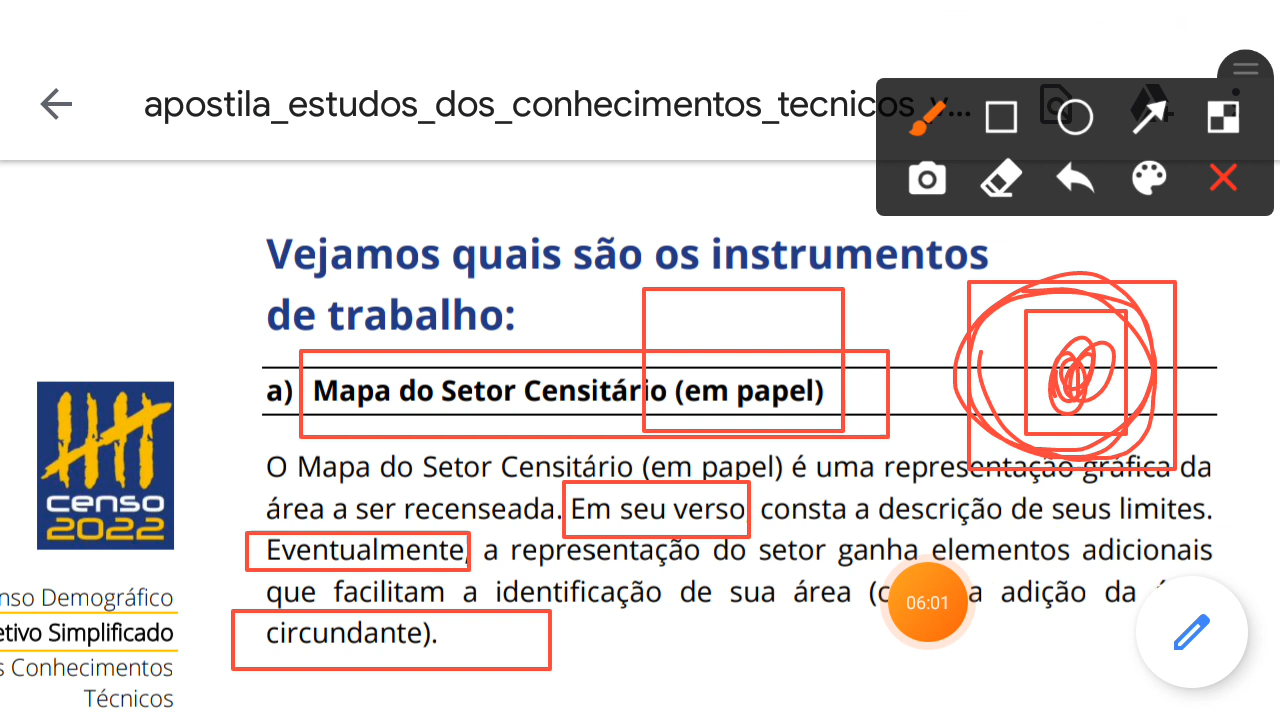 apostila_estudos_dos_conhecimentos_tecnicos_y...
Vejamos quais são os instrumentos
de trabalho:
a) Mapa do Setor Censitário (em papel)
O Mapa do Setor Censitário (em papel) é uma representação gráfica da
área a ser recenseada. Em seu verso, consta a descrição de seus limites.
Eventualmente, a representação do setor ganha elementos adicionais
que facilitam a identificação de sua área (c a adição da
circundante).
06:01
censo
2022
nso Demográfico
etivo Simplificado
s Conhecimentos
Técnicos